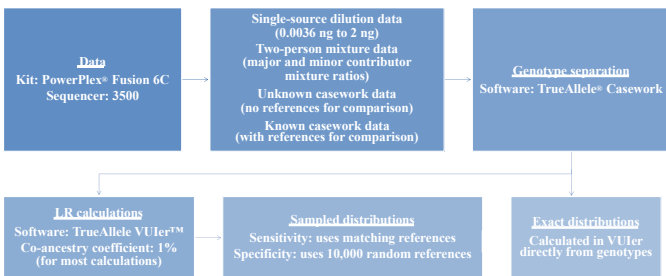 Data
Kit: PowerPlex® Fusion 6C
Sequencer: 3500
Single-source dilution data
(0.0036 ng to 2 ng)
Two-person mixture data
(major and minor contributor
mixture ratios)
Unknown casework data
(no references for comparison)
Known casework data
(with references for comparison)
Genotype separation
Software: TrueAllele® Casework
LR calculations
Software: TrueAllele VUIer™
Co-ancestry coefficient: 1%
(for most calculations)
Sampled distributions
Sensitivity: uses matching references
Specificity: uses 10,000 random references
Exact distributions
Calculated in VUIer
directly from genotypes